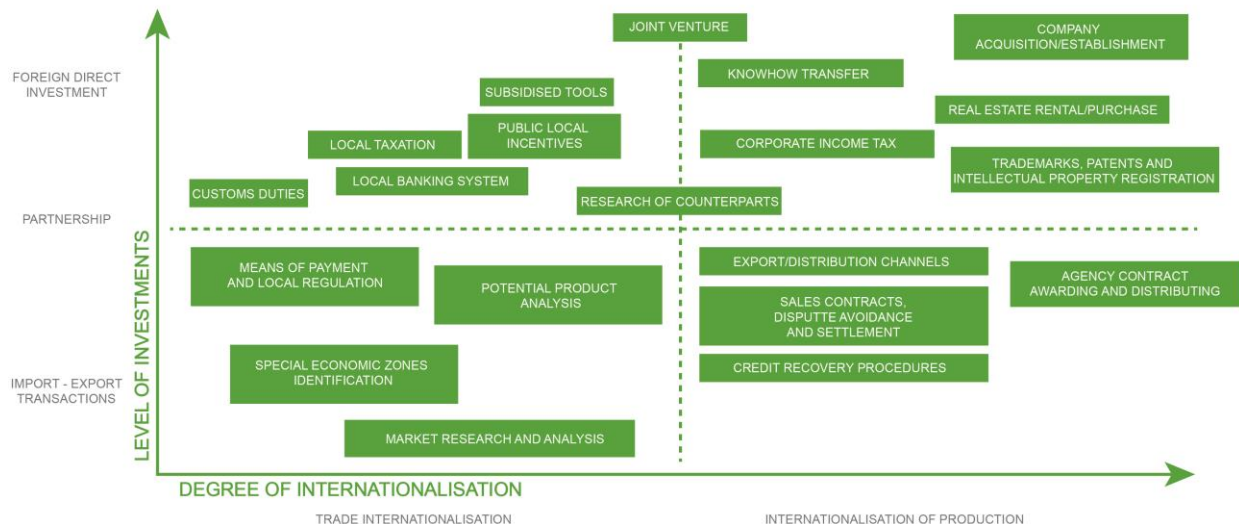 JOINT VENTURE
COMPANY
ACQUISITION/ESTABLISHMENT
FOREIGN DIRECT
INVESTMENT
KNOWHOW TRANSFER
SUBSIDISED TOOLS
REAL ESTATE RENTAL/PURCHASE
PUBLIC LOCAL
INCENTIVES
LOCAL TAXATION
CORPORATE INCOME TAX
TRADEMARKS, PATENTS AND
INTELLECTUAL PROPERTY REGISTRATION
LOCAL BANKING SYSTEM
CUSTOMS DUTIES
RESEARCH OF COUNTERPARTS
PARTNERSHIP
LEVEL OF INVESTMENTS
MEANS OF PAYMENT
AND LOCAL REGULATION
POTENTIAL PRODUCT
ANALYSIS
EXPORT/DISTRIBUTION CHANNELS
AGENCY CONTRACT
AWARDING AND DISTRIBUTING
SALES CONTRACTS,
DISPUTTE AVOIDANCE
AND SETTLEMENT
SPECIAL ECONOMIC ZONES
IDENTIFICATION
CREDIT RECOVERY PROCEDURES
IMPORT - EXPORT
TRANSACTIONS
MARKET RESEARCH AND ANALYSIS
DEGREE OF INTERNATIONALISATION
TRADE INTERNATIONALISATION
INTERNATIONALISATION OF PRODUCTION